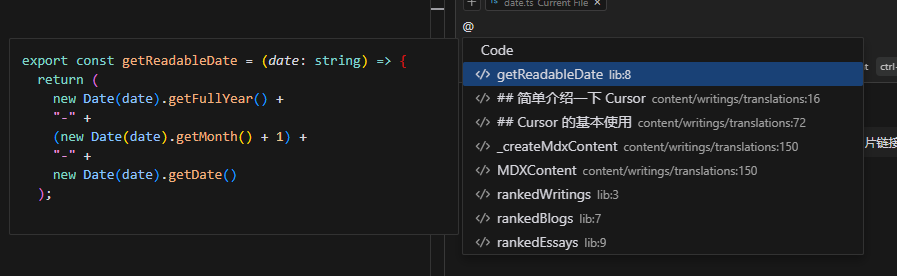 date.ts Current File
@
export const getReadableDate = (date: string) => {
return (
new Date(date).getFullYear() +
"-" +
(new Date(date).getMonth() + 1) +
"-" +
new Date(date).getDate()
);
Code
getReadableDate lib:8
## 简单介绍一下 Cursor content/writings/translations:16
## Cursor 的基本使用 content/writings/translations:72
_createMdxContent content/writings/translations:150
MDXContent content/writings/translations:150
rankedWritings lib:3
rankedBlogs lib:7
rankedEssays lib:9
片链接